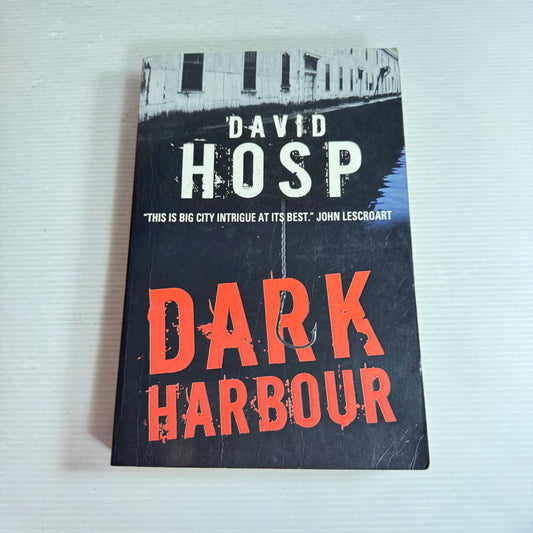 DAVID
HOSP
"THIS IS BIG CITY INTRIGUE AT ITS BEST." JOHN LESCROART
DARK
HARBOUR